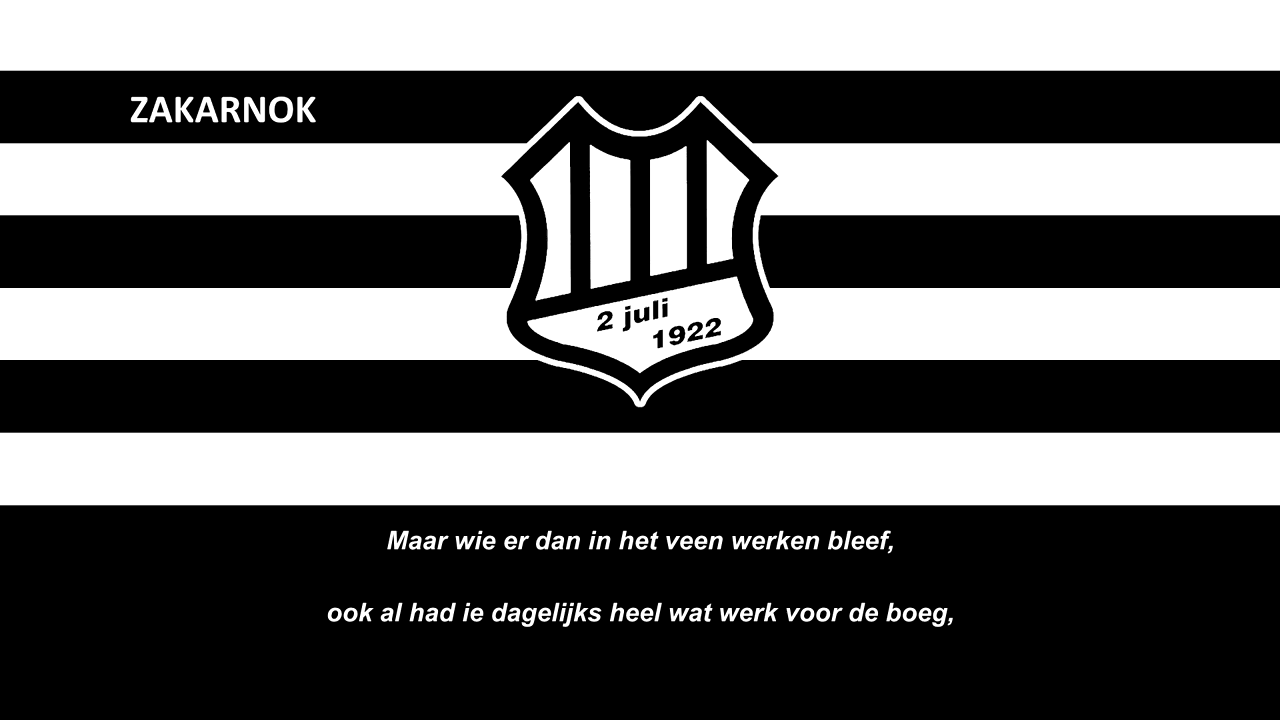 ZAKARNOK
2 juli
1922
Maar wie er dan in het veen werken bleef,
ook al had ie dagelijks heel wat werk voor de boeg,